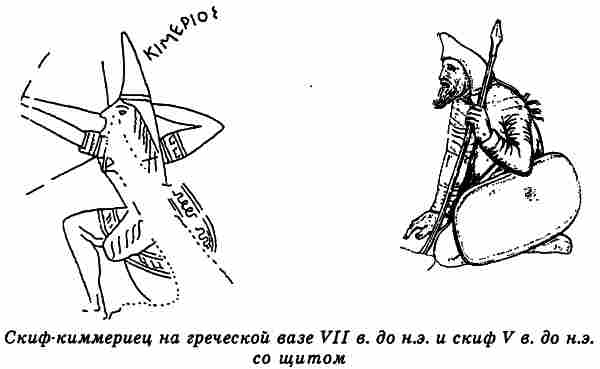 ΚΙΜΕΡΙΟΣ
Скиф-киммериец на греческой вазе VII в. до н.э. и скиф V в. до н.э.
со щитом